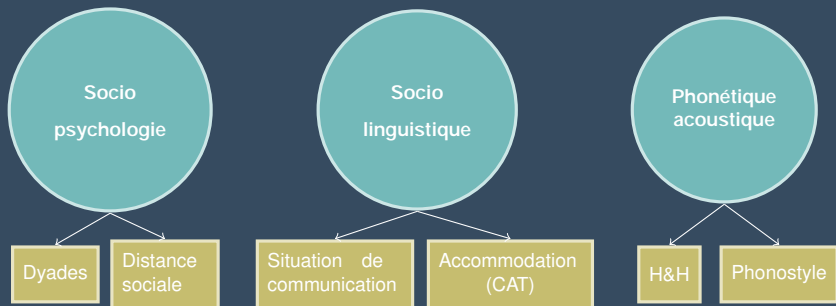 Socio
psychologie
Socio
linguistique
Phonétique
acoustique
Dyades
Distance
sociale
Situation de
communication
Accommodation
(CAT)
H&H
Phonostyle